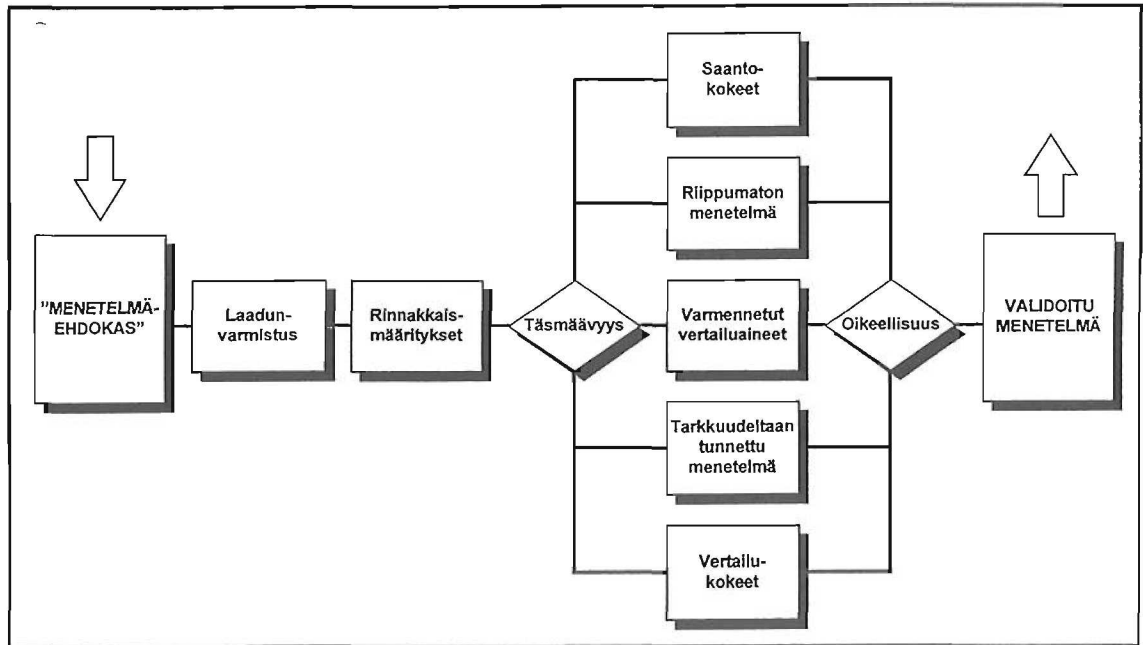 "MENETELMÄ-
EHDOKAS"
Laadun-
varmistus
Rinnakkais-
määritykset
Täsmäävyys
Saanto-
kokeet
Riippumaton
menetelmä
Varmennetut
vertailuaineet
Tarkkuudeltaan
tunnettu
menetelmä
Vertailu-
kokeet
Oikeellisuus
VALIDOITU
MENETELMÄ